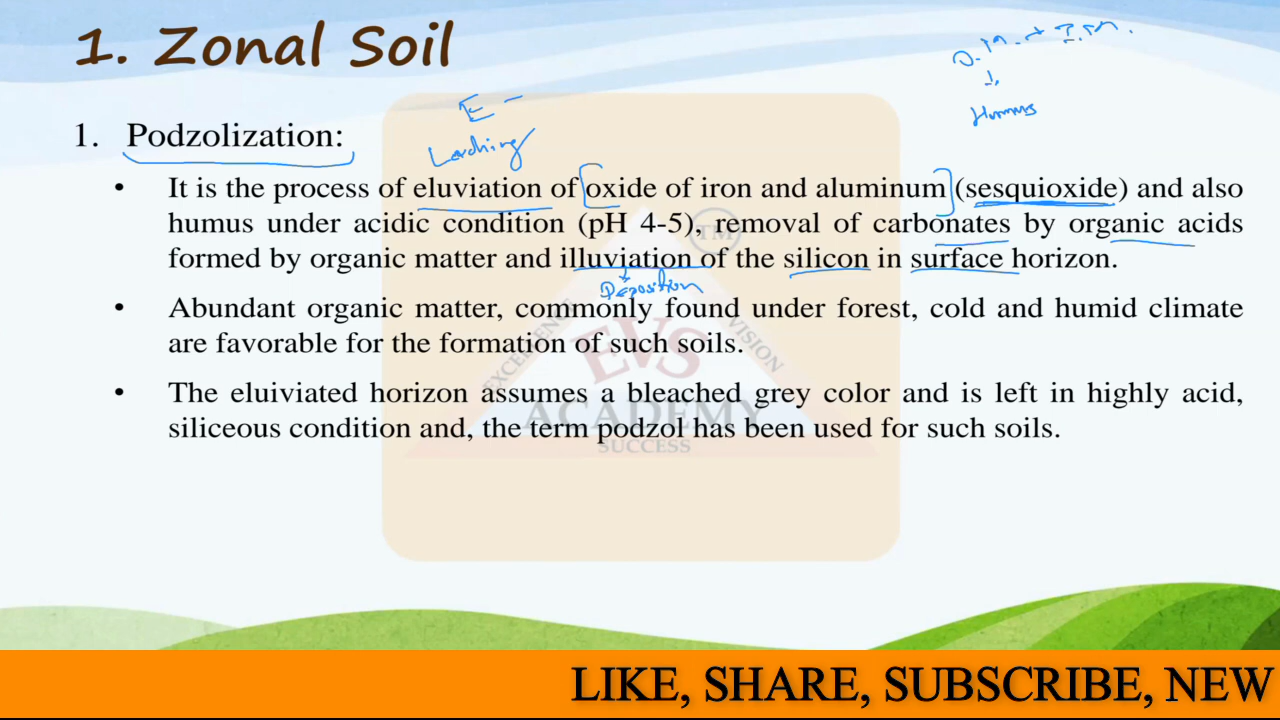 1. Zonal Soil
E -
Leaching
Humus
1. Podzolization:
• It is the process of eluviation of oxide of iron and aluminum (sesquioxide) and also
humus under acidic condition (pH 4-5), removal of carbonates by organic acids
formed by organic matter and illuviation of the silicon in surface horizon.
Deposition
• Abundant organic matter, commonly found under forest, cold and humid climate
are favorable for the formation of such soils.
• The eluiviated horizon assumes a bleached grey color and is left in highly acid,
siliceous condition and, the term podzol has been used for such soils.
TM
EXCELLENCE
VISION
EVS
ACADEMY
SUCCESS
LIKE, SHARE, SUBSCRIBE, NEW